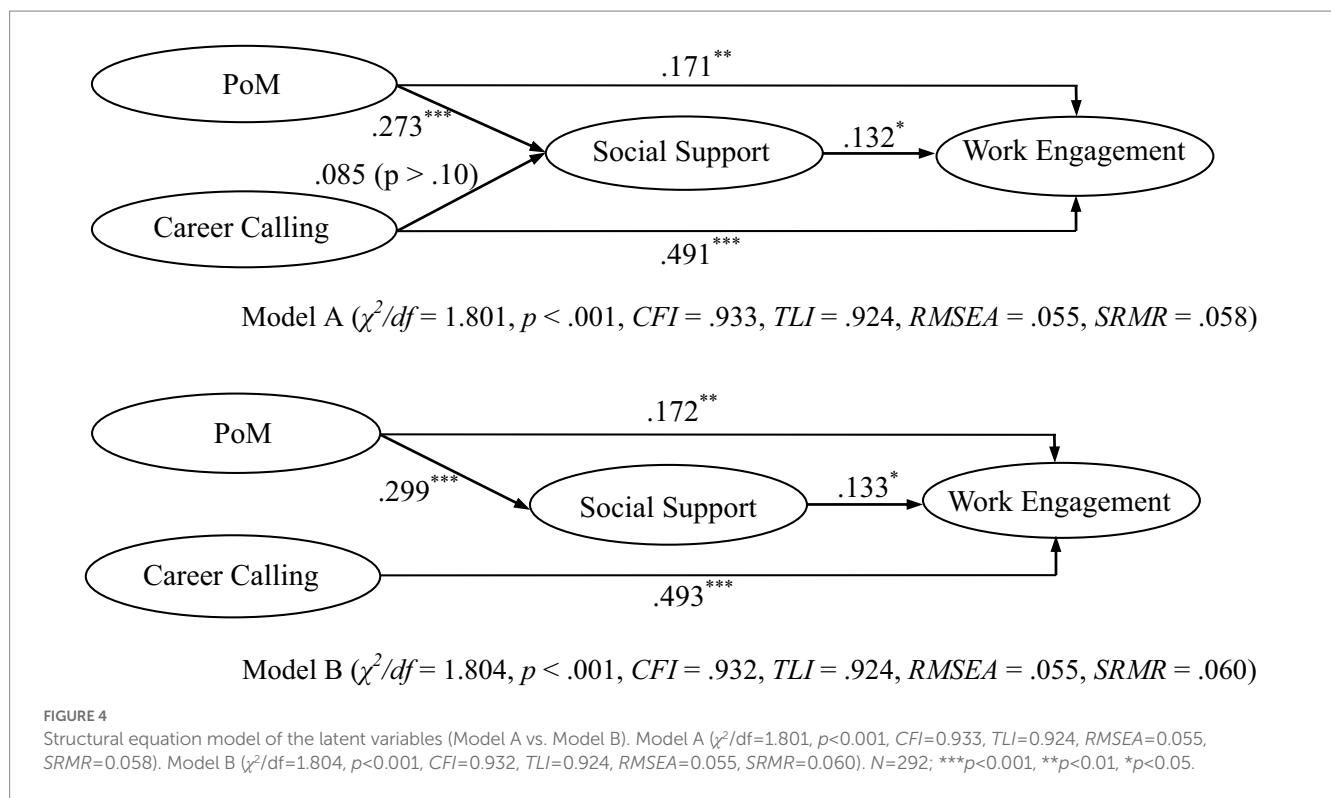 .171**
PoM
.273***
Social Support
.132*
Work Engagement
.085 (p > .10)
Career Calling
.491***
Model A (χ²/df = 1.801, p < .001, CFI = .933, TLI = .924, RMSEA = .055, SRMR = .058)
.172**
PoM
.299***
Social Support
.133*
Work Engagement
Career Calling
.493***
Model B (χ²/df = 1.804, p < .001, CFI = .932, TLI = .924, RMSEA = .055, SRMR = .060)
FIGURE 4
Structural equation model of the latent variables (Model A vs. Model B). Model A (χ²/df=1.801, p<0.001, CFI=0.933, TLI=0.924, RMSEA=0.055,
SRMR=0.058). Model B (χ²/df=1.804, p<0.001, CFI=0.932, TLI=0.924, RMSEA=0.055, SRMR=0.060). N=292; ***p<0.001, **p<0.01, *p<0.05.